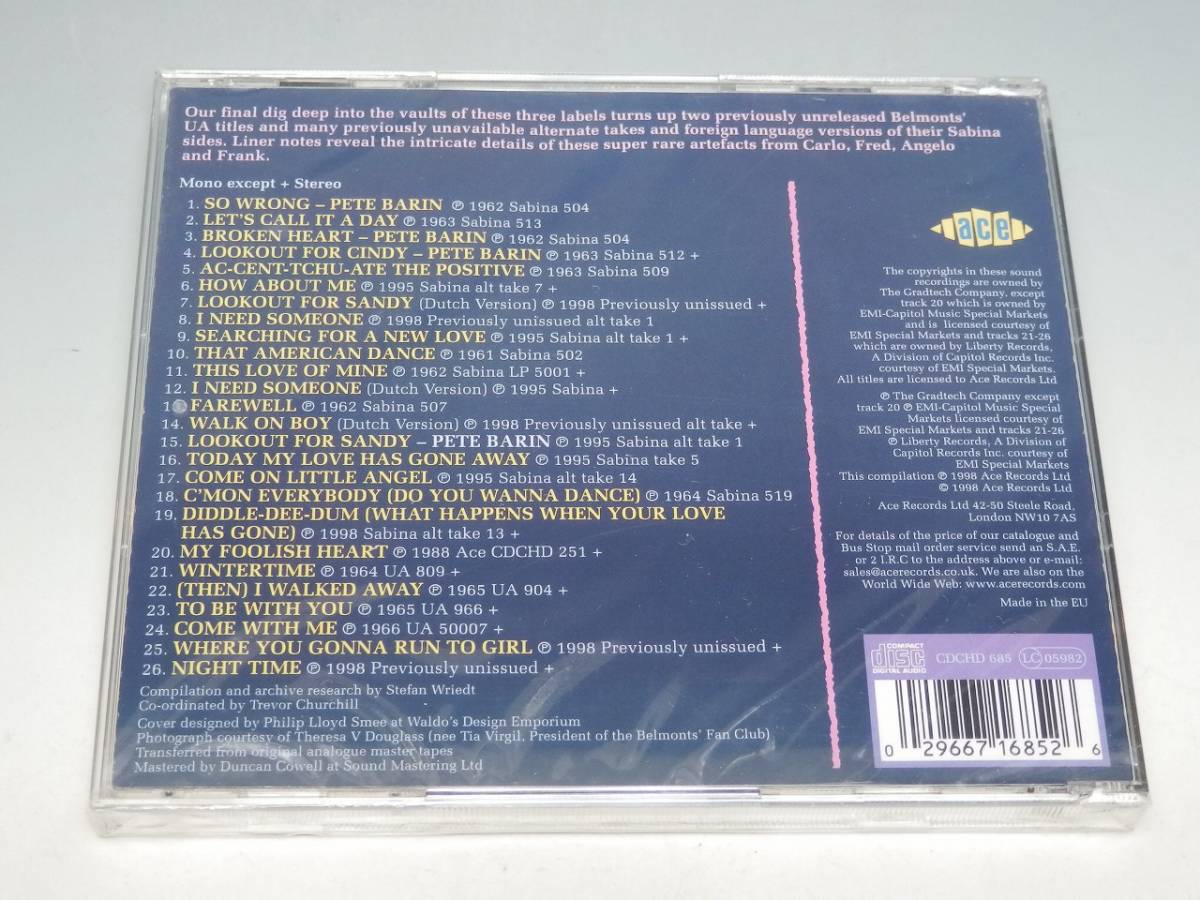 Our final dig deep into the vaults of these three labels turns up two previously unreleased Belmonts'
UA titles and many previously unavailable alternate takes and foreign language versions of their Sabina
sides. Liner notes reveal the intricate details of these super rare artefacts from Carlo, Fred, Angelo
and Frank.
Mono except + Stereo
1. SO WRONG – PETE BARIN ℗ 1962 Sabina 504
2. LET'S CALL IT A DAY ℗ 1963 Sabina 513
3. BROKEN HEART – PETE BARIN ℗ 1962 Sabina 504
4. LOOKOUT FOR CINDY – PETE BARIN ℗ 1963 Sabina 512 +
5. AC-CENT-TCHU-ATE THE POSITIVE ℗ 1963 Sabina 509
6. HOW ABOUT ME ℗ 1995 Sabina alt take 7 +
7. LOOKOUT FOR SANDY (Dutch Version) ℗ 1998 Previously unissued +
8. I NEED SOMEONE ℗ 1998 Previously unissued alt take 1
9. SEARCHING FOR A NEW LOVE ℗ 1995 Sabina alt take 1 +
10. THAT AMERICAN DANCE ℗ 1961 Sabina 502
11. THIS LOVE OF MINE ℗ 1962 Sabina LP 5001 +
12. I NEED SOMEONE (Dutch Version) ℗ 1995 Sabina +
13. FAREWELL ℗ 1962 Sabina 507
14. WALK ON BOY (Dutch Version) ℗ 1998 Previously unissued alt take +
15. LOOKOUT FOR SANDY – PETE BARIN ℗ 1995 Sabina alt take 1
16. TODAY MY LOVE HAS GONE AWAY ℗ 1995 Sabina take 5
17. COME ON LITTLE ANGEL ℗ 1995 Sabina alt take 14
18. C'MON EVERYBODY (DO YOU WANNA DANCE) ℗ 1964 Sabina 519
19. DIDDLE-DEE-DUM (WHAT HAPPENS WHEN YOUR LOVE
HAS GONE) ℗ 1998 Sabina alt take 13 +
20. MY FOOLISH HEART ℗ 1988 Ace CDCHD 251 +
21. WINTERTIME ℗ 1964 UA 809 +
22. (THEN) I WALKED AWAY ℗ 1965 UA 904 +
23. TO BE WITH YOU ℗ 1965 UA 966 +
24. COME WITH ME ℗ 1966 UA 50007 +
25. WHERE YOU GONNA RUN TO GIRL ℗ 1998 Previously unissued +
26. NIGHT TIME ℗ 1998 Previously unissued +
Compilation and archive research by Stefan Wriedt
Co-ordinated by Trevor Churchill
Cover designed by Philip Lloyd Smee at Waldo's Design Emporium
Photograph courtesy of Theresa V Douglass (nee Tia Virgil, President of the Belmonts' Fan Club)
Transferred from original analogue master tapes
Mastered by Duncan Cowell at Sound Mastering Ltd
ace
The copyrights in these sound
recordings are owned by
The Gradtech Company, except
track 20 which is owned by
EMI-Capitol Music Special Markets
and is licensed courtesy of
EMI Special Markets and tracks 21-26
which are owned by Liberty Records,
A Division of Capitol Records Inc.
courtesy of EMI Special Markets.
All titles are licensed to Ace Records Ltd
℗ The Gradtech Company except
track 20 ℗ EMI-Capitol Music Special
Markets licensed courtesy of
EMI Special Markets and tracks 21-26
℗ Liberty Records, A Division of
Capitol Records Inc. courtesy of
EMI Special Markets
This compilation ℗ 1998 Ace Records Ltd
© 1998 Ace Records Ltd
Ace Records Ltd 42-50 Steele Road,
London NW10 7AS
For details of the price of our catalogue and
Bus Stop mail order service send an S.A.E.
or 2 I.R.C to the address above or e-mail:
sales@acerecords.co.uk. We are also on the
World Wide Web: www.acerecords.com
Made in the EU
COMPACT disc DIGITAL AUDIO
CDCHD 685
LC 05982
0 29667 16852 6